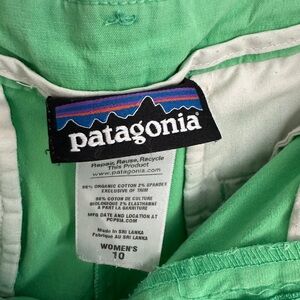 patagonia
Repair, Reuse, Recycle
This Product
www.patagonia.com
98% ORGANIC COTTON 2% SPANDEX
EXCLUSIVE OF TRIM
98% COTON DE CULTURE
BIOLOGIQUE 2% ELASTHANNE
A PART LA GARNITURE
MFG DATE AND LOCATION AT
PCPSIA.COM
Made in SRI LANKA
Fabriqué AU SRI LANKA
WOMEN'S
10